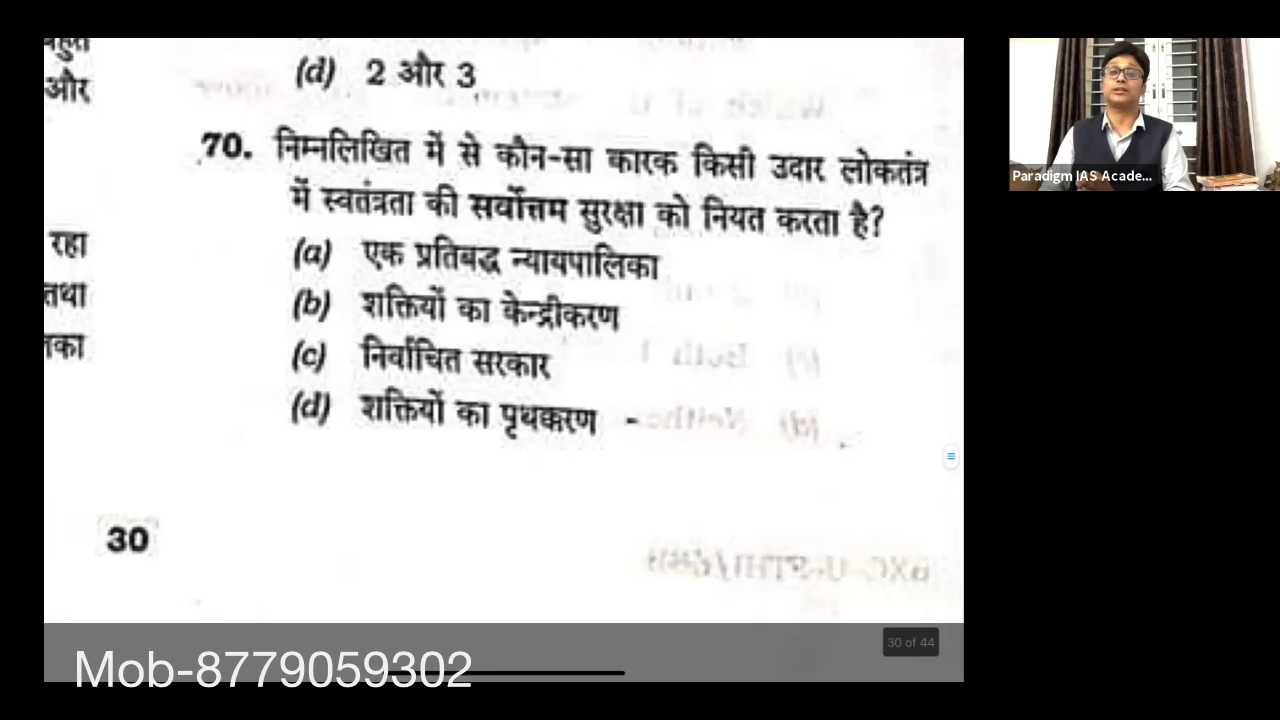 और
(d) 2 और 3
70. निम्नलिखित में से कौन-सा कारक किसी उदार लोकतंत्र
में स्वतंत्रता की सर्वोत्तम सुरक्षा को नियत करता है?
रहा
(a) एक प्रतिबद्ध न्यायपालिका
तथा
(b) शक्तियों का केन्द्रीकरण
(c) निर्वाचित सरकार
(d) शक्तियों का पृथक्करण -
30
30 of 44
Mob-8779059302
Paradigm IAS Acade...